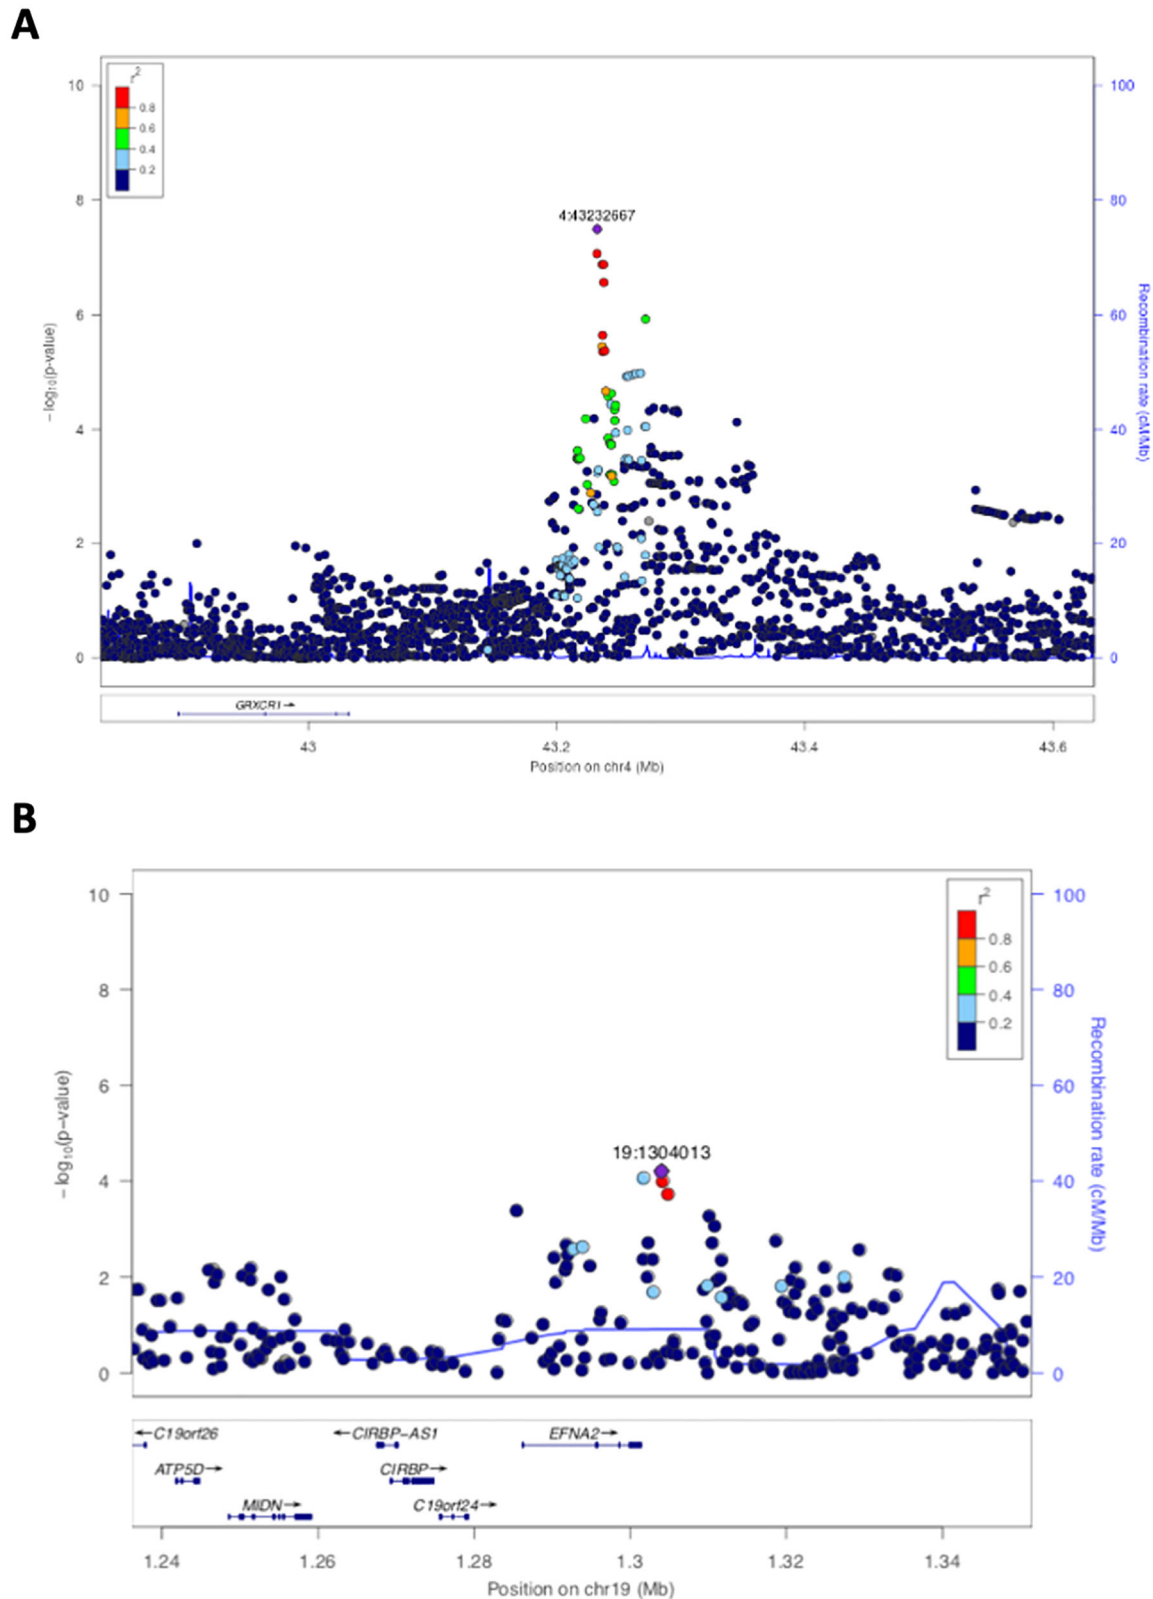 A
10
8
6
4
2
0
−log10(p-value)
r2
0.8
0.6
0.4
0.2
4:43232667
100
80
60
40
20
0
Recombination rate (cM/Mb)
GRXCR1→
43
43.2
43.4
43.6
Position on chr4 (Mb)
B
10
8
6
4
2
0
−log10(p−value)
19:1304013
r2
0.8
0.6
0.4
0.2
100
80
60
40
20
0
Recombination rate (cM/Mb)
←C19orf26
←CIRBP−AS1
EFNA2→
ATP5D→
CIRBP→
MIDN→
C19orf24→
1.24
1.26
1.28
1.3
1.32
1.34
Position on chr19 (Mb)